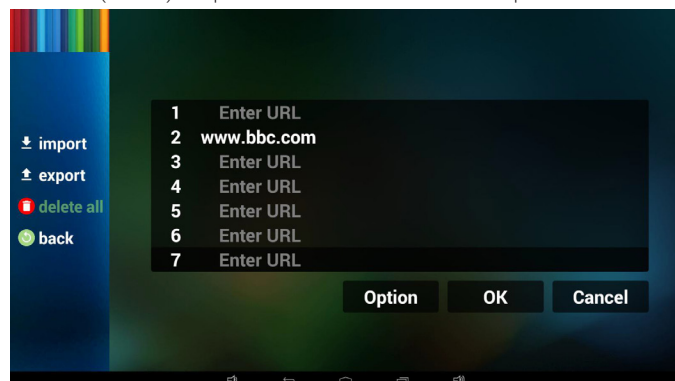 import
export
delete all
back
1 Enter URL
2 www.bbc.com
3 Enter URL
4 Enter URL
5 Enter URL
6 Enter URL
7 Enter URL
Option OK Cancel